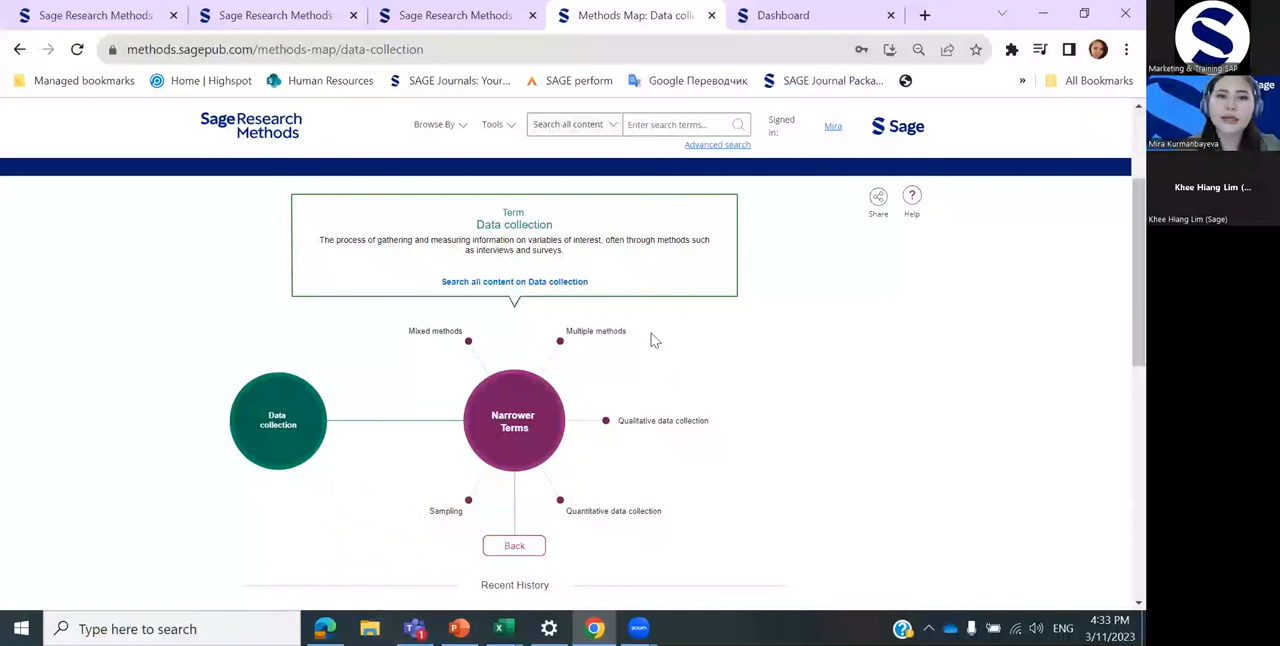 Sage Research Methods
Sage Research Methods
Sage Research Methods
Methods Map: Data coll
Dashboard
methods.sagepub.com/methods-map/data-collection
Managed bookmarks
Home | Highspot
Human Resources
SAGE Journal
SAGE perform
Google Переводчик
SAGE Journal Packa...
»
All Bookmarks
Sage Research
Methods
Browse By
Tools
Search all content
Enter search terms...
Advanced search
Signed
in:
Mira
Sage
Term:
Data collection
The process of gathering and measuring information on variables of interest, often through methods such
as interviews and surveys.
Search all content on Data collection
Share
Help
Mixed methods
Multiple methods
Data
collection
Narrower
Terms
Qualitative data collection
Sampling
Quantitative data collection
Back
Recent History
Type here to search
ENG
4:33 PM
3/11/2023
Marketing & Training SAP
Sage
Mira Kurmanbayeva
Khee Hiang Lim (...
Khee Hiang Lim (Sage)